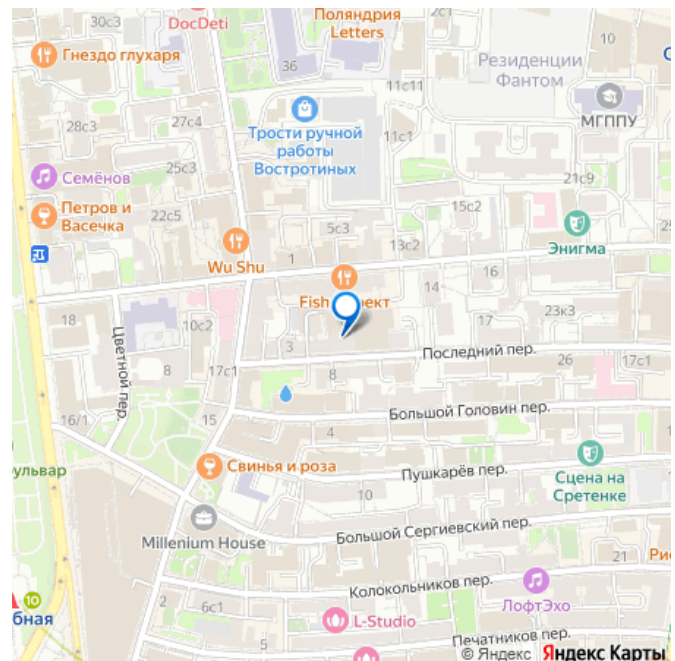 30с3
DocDeti
2с1
Поляндрия
Letters
10
Гнездо глухаря
36
Резиденции
Фантом
11с11
МГППУ
28с3
27с4
Трости ручной
работы
Востротиных
11с1
25с3
Семёнов
21с9
Петров и
Васечка
22с5
15с2
5с3
13с2
Энигма
Wu Shu
1
16
14
Fish
ект
18
10с2
3
17
23к3
Цветной пер.
8
17с1
8
Последний пер.
26
17с1
16/1
15
Большой Головин пер.
4
ульвар
Свинья и роза
Пушкарёв пер.
Сцена на
Сретенке
10
Millenium House
Большой Сергиевский пер.
21
Рис
Колокольников пер.
2
6с1
ЛофтЭхо
10
бная
L-Studio
5
Печатников пер.
© Яндекс Яндекс Карты